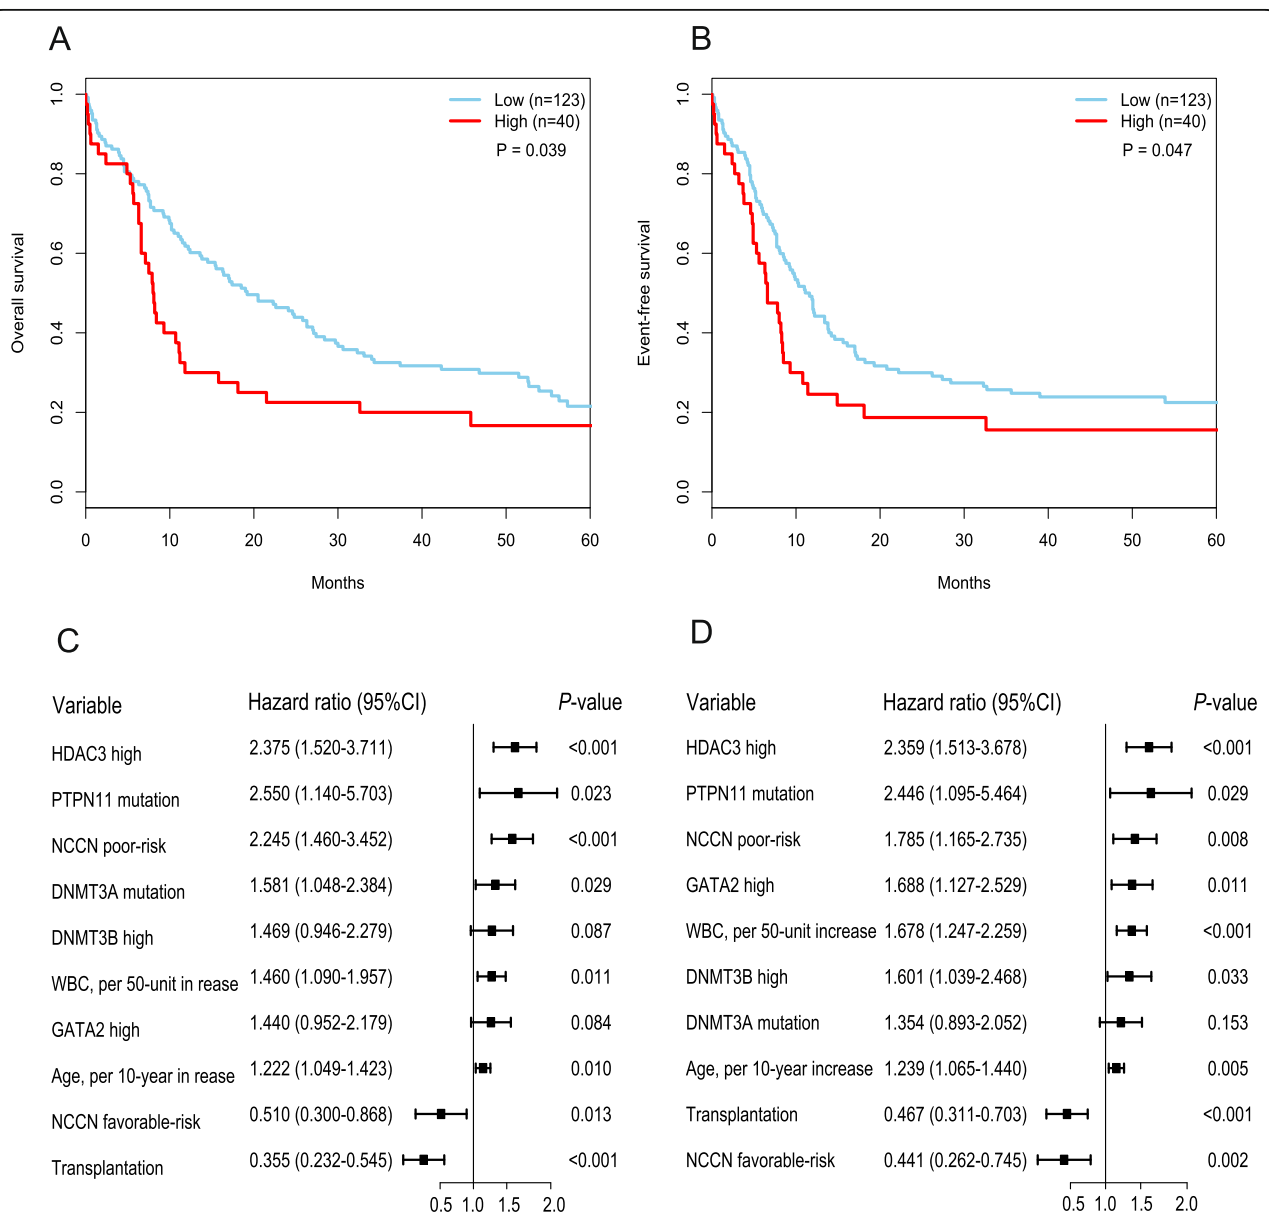 A
Overall survival
1.0
0.8
0.6
0.4
0.2
0.0
Low (n=123)
High (n=40)
P = 0.039
0 10 20 30 40 50 60
Months
B
Event-free survival
1.0
0.8
0.6
0.4
0.2
0.0
Low (n=123)
High (n=40)
P = 0.047
0 10 20 30 40 50 60
Months
C
Variable Hazard ratio (95%CI) P-value
HDAC3 high 2.375 (1.520-3.711) <0.001
PTPN11 mutation 2.550 (1.140-5.703) 0.023
NCCN poor-risk 2.245 (1.460-3.452) <0.001
DNMT3A mutation 1.581 (1.048-2.384) 0.029
DNMT3B high 1.469 (0.946-2.279) 0.087
WBC, per 50-unit in rease 1.460 (1.090-1.957) 0.011
GATA2 high 1.440 (0.952-2.179) 0.084
Age, per 10-year in rease 1.222 (1.049-1.423) 0.010
NCCN favorable-risk 0.510 (0.300-0.868) 0.013
Transplantation 0.355 (0.232-0.545) <0.001
0.5 1.0 1.5 2.0
D
Variable Hazard ratio (95%CI) P-value
HDAC3 high 2.359 (1.513-3.678) <0.001
PTPN11 mutation 2.446 (1.095-5.464) 0.029
NCCN poor-risk 1.785 (1.165-2.735) 0.008
GATA2 high 1.688 (1.127-2.529) 0.011
WBC, per 50-unit increase 1.678 (1.247-2.259) <0.001
DNMT3B high 1.601 (1.039-2.468) 0.033
DNMT3A mutation 1.354 (0.893-2.052) 0.153
Age, per 10-year increase 1.239 (1.065-1.440) 0.005
Transplantation 0.467 (0.311-0.703) <0.001
NCCN favorable-risk 0.441 (0.262-0.745) 0.002
0.5 1.0 1.5 2.0